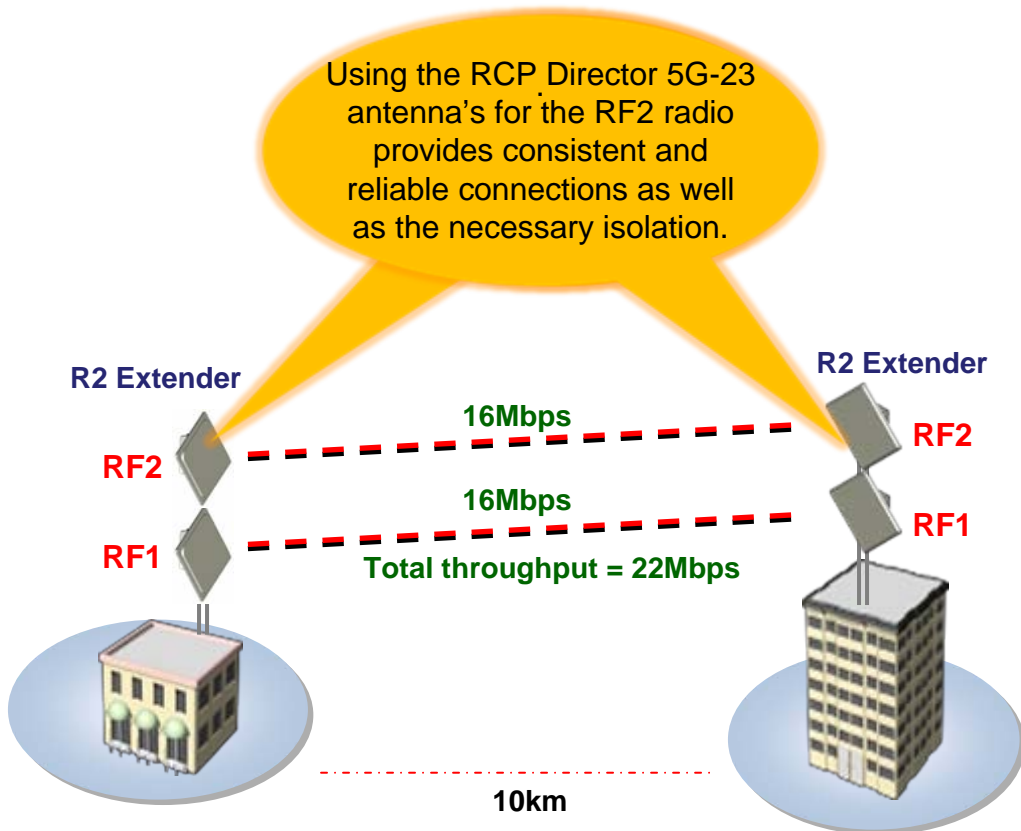 Using the RCP Director 5G-23
.
antenna's for the RF2 radio
provides consistent and
reliable connections as well
as the necessary isolation.
R2 Extender
R2 Extender
16Mbps
RF2
RF2
16Mbps
RF1
RF1
Total throughput = 22Mbps
10km